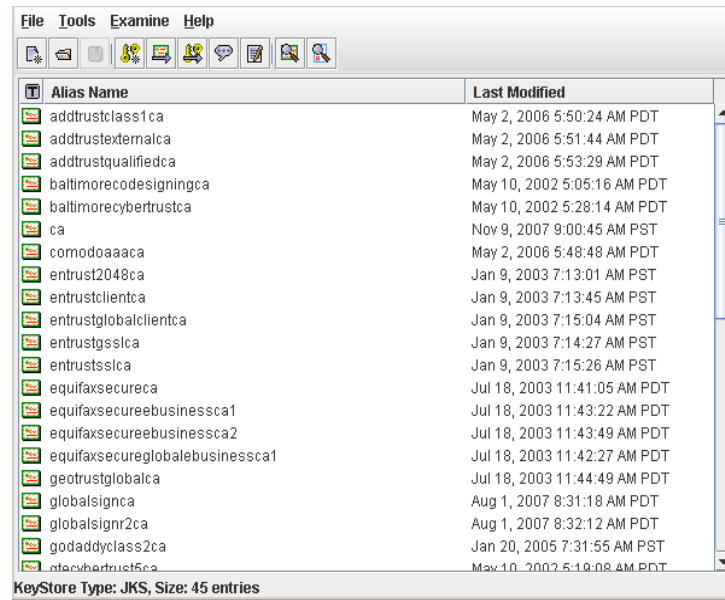 File Tools Examine Help
T Alias Name Last Modified
addtrustclass1ca May 2, 2006 5:50:24 AM PDT
addtrustexternalca May 2, 2006 5:51:44 AM PDT
addtrustqualifiedca May 2, 2006 5:53:29 AM PDT
baltimorecodesigningca May 10, 2002 5:05:16 AM PDT
baltimorecybertrustca May 10, 2002 5:28:14 AM PDT
ca Nov 9, 2007 9:00:45 AM PST
comodoaaaca May 2, 2006 5:48:48 AM PDT
entrust2048ca Jan 9, 2003 7:13:01 AM PST
entrustclientca Jan 9, 2003 7:13:45 AM PST
entrustglobalclientca Jan 9, 2003 7:15:04 AM PST
entrustgsslca Jan 9, 2003 7:14:27 AM PST
entrustsslca Jan 9, 2003 7:15:26 AM PST
equifaxsecureca Jul 18, 2003 11:41:05 AM PDT
equifaxsecureebusinessca1 Jul 18, 2003 11:43:22 AM PDT
equifaxsecureebusinessca2 Jul 18, 2003 11:43:49 AM PDT
equifaxsecureglobalebusinessca1 Jul 18, 2003 11:42:27 AM PDT
geotrustglobalca Jul 18, 2003 11:44:49 AM PDT
globalsignca Aug 1, 2007 8:31:18 AM PDT
globalsignr2ca Aug 1, 2007 8:32:12 AM PDT
godaddyclass2ca Jan 20, 2005 7:31:55 AM PST
gtecybertrust5ca May 10, 2002 5:19:08 AM PDT
KeyStore Type: JKS, Size: 45 entries